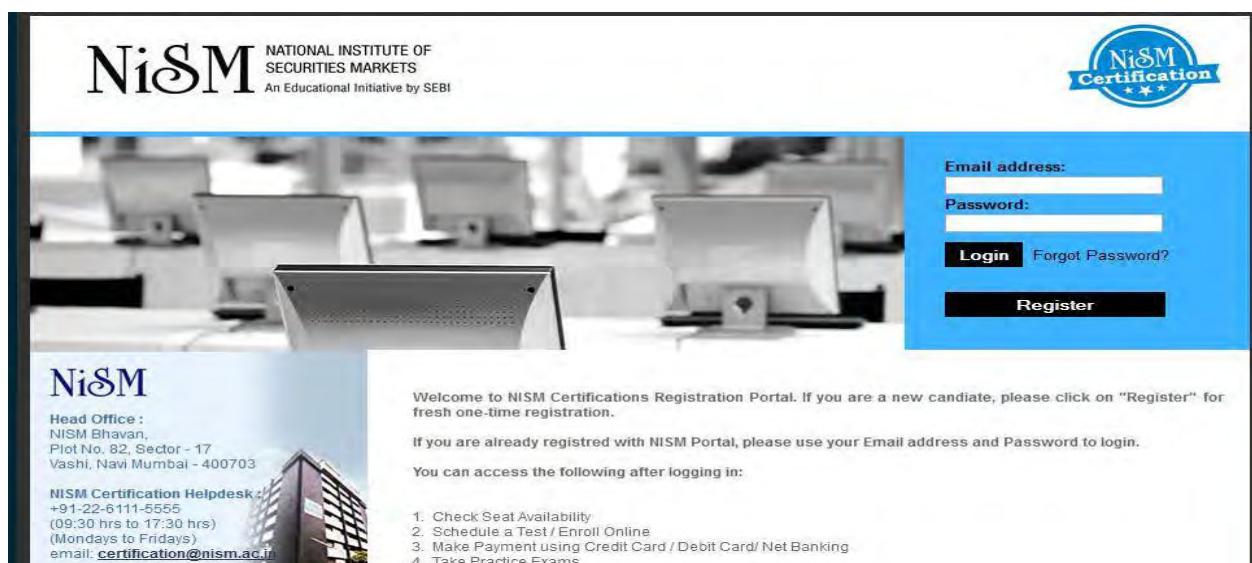 NiSM
NATIONAL INSTITUTE OF
SECURITIES MARKETS
An Educational Initiative by SEBI
NiSM
Certification
Email address:
Password:
Login Forgot Password?
Register
NiSM
Head Office :
NISM Bhavan,
Plot No. 82, Sector - 17
Vashi, Navi Mumbai - 400703
NISM Certification Helpdesk :
+91-22-6111-5555
(09:30 hrs to 17:30 hrs)
(Mondays to Fridays)
email: certification@nism.ac.in
Welcome to NISM Certifications Registration Portal. If you are a new candiate, please click on "Register" for
fresh one-time registration.
If you are already registred with NISM Portal, please use your Email address and Password to login.
You can access the following after logging in:
1. Check Seat Availability
2. Schedule a Test / Enroll Online
3. Make Payment using Credit Card / Debit Card/ Net Banking
4. Take Practice Exams